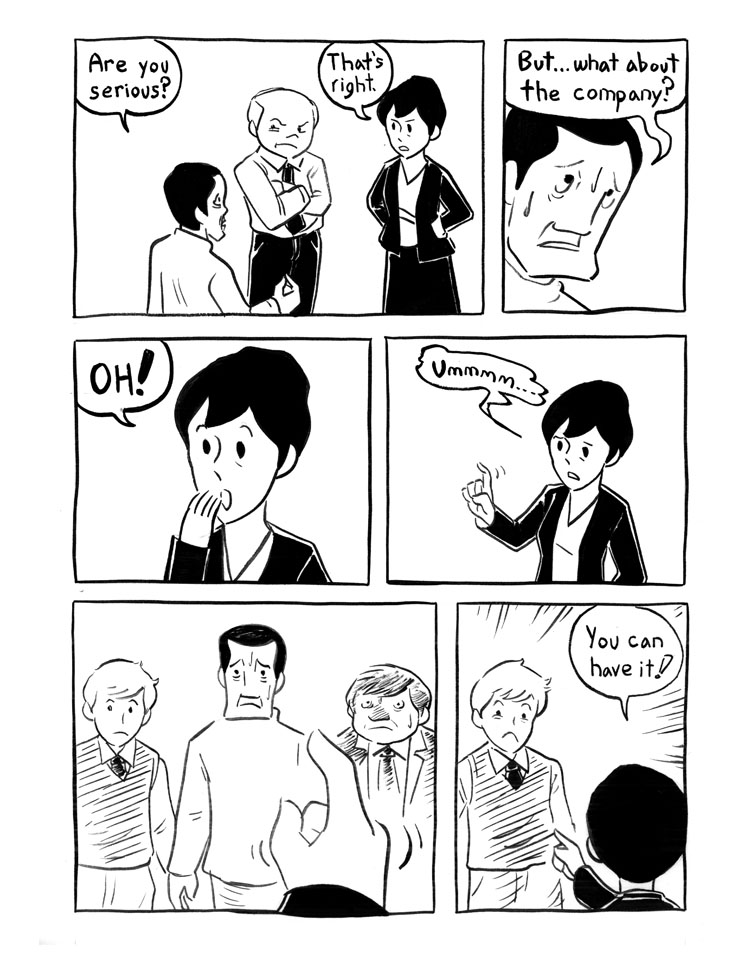 Are you
serious?
That's
right.
But...what about
the company?
OH!
Ummmm....
You can
have it!